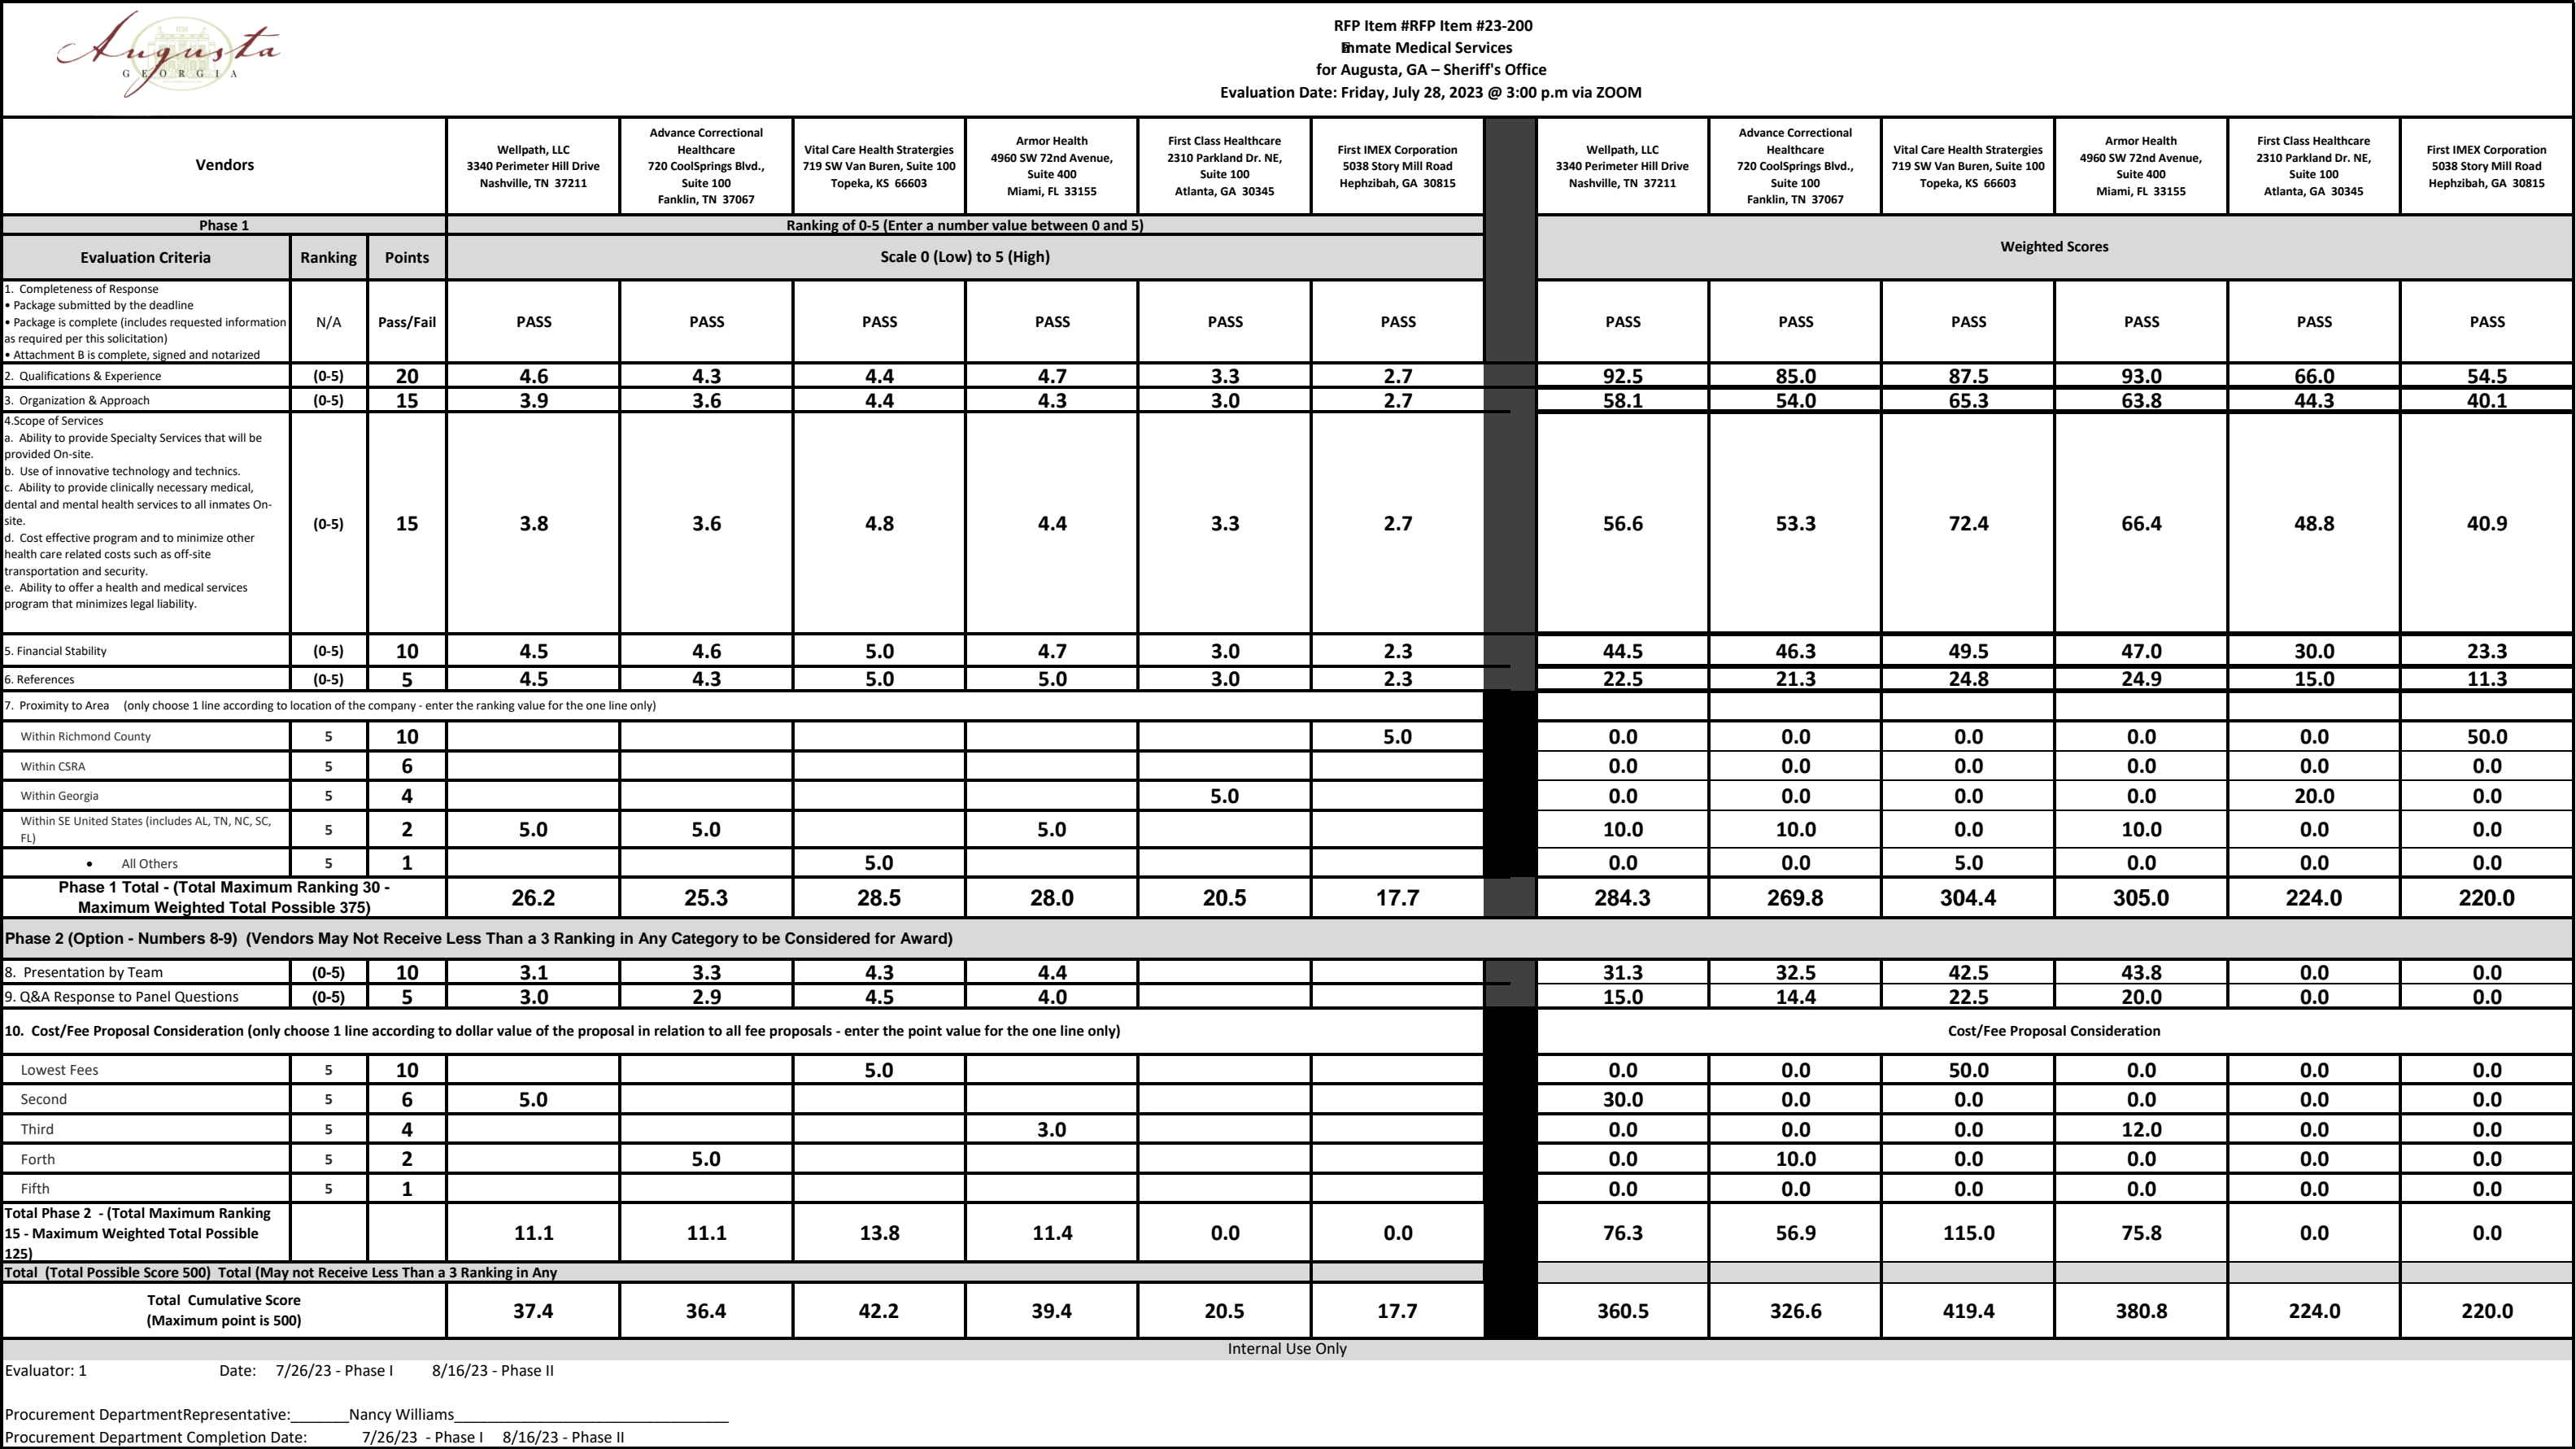 Augusta
GEORGIA
RFP Item #RFP Item #23-200
Inmate Medical Services
for Augusta, GA – Sheriff's Office
Evaluation Date: Friday, July 28, 2023 @ 3:00 p.m via ZOOM
Vendors
Wellpath, LLC
3340 Perimeter Hill Drive
Nashville, TN 37211
Advance Correctional
Healthcare
720 CoolSprings Blvd.,
Suite 100
Fanklin, TN 37067
Vital Care Health Stratergies
719 SW Van Buren, Suite 100
Topeka, KS 66603
Armor Health
4960 SW 72nd Avenue,
Suite 400
Miami, FL 33155
First Class Healthcare
2310 Parkland Dr. NE,
Suite 100
Atlanta, GA 30345
First IMEX Corporation
5038 Story Mill Road
Hephzibah, GA 30815
Wellpath, LLC
3340 Perimeter Hill Drive
Nashville, TN 37211
Advance Correctional
Healthcare
720 CoolSprings Blvd.,
Suite 100
Fanklin, TN 37067
Vital Care Health Stratergies
719 SW Van Buren, Suite 100
Topeka, KS 66603
Armor Health
4960 SW 72nd Avenue,
Suite 400
Miami, FL 33155
First Class Healthcare
2310 Parkland Dr. NE,
Suite 100
Atlanta, GA 30345
First IMEX Corporation
5038 Story Mill Road
Hephzibah, GA 30815
Phase 1 Ranking of 0-5 (Enter a number value between 0 and 5)
Evaluation Criteria Ranking Points Scale 0 (Low) to 5 (High) Weighted Scores
1. Completeness of Response
• Package submitted by the deadline
• Package is complete (includes requested information
as required per this solicitation)
• Attachment B is complete, signed and notarized
N/A Pass/Fail PASS PASS PASS PASS PASS PASS PASS PASS PASS PASS PASS PASS
2. Qualifications & Experience (0-5) 20 4.6 4.3 4.4 4.7 3.3 2.7 92.5 85.0 87.5 93.0 66.0 54.5
3. Organization & Approach (0-5) 15 3.9 3.6 4.4 4.3 3.0 2.7 58.1 54.0 65.3 63.8 44.3 40.1
4.Scope of Services
a. Ability to provide Specialty Services that will be
provided On-site.
b. Use of innovative technology and technics.
c. Ability to provide clinically necessary medical,
dental and mental health services to all inmates On-
site.
d. Cost effective program and to minimize other
health care related costs such as off-site
transportation and security.
e. Ability to offer a health and medical services
program that minimizes legal liability.
(0-5) 15 3.8 3.6 4.8 4.4 3.3 2.7 56.6 53.3 72.4 66.4 48.8 40.9
5. Financial Stability (0-5) 10 4.5 4.6 5.0 4.7 3.0 2.3 44.5 46.3 49.5 47.0 30.0 23.3
6. References (0-5) 5 4.5 4.3 5.0 5.0 3.0 2.3 22.5 21.3 24.8 24.9 15.0 11.3
7. Proximity to Area (only choose 1 line according to location of the company - enter the ranking value for the one line only)
Within Richmond County 5 10 5.0 0.0 0.0 0.0 0.0 0.0 50.0
Within CSRA 5 6 0.0 0.0 0.0 0.0 0.0 0.0
Within Georgia 5 4 5.0 0.0 0.0 0.0 0.0 20.0 0.0
Within SE United States (includes AL, TN, NC, SC,
FL)
5 2 5.0 5.0 5.0 10.0 10.0 0.0 10.0 0.0 0.0
• All Others 5 1 5.0 0.0 0.0 5.0 0.0 0.0 0.0
Phase 1 Total - (Total Maximum Ranking 30 -
Maximum Weighted Total Possible 375)
26.2 25.3 28.5 28.0 20.5 17.7 284.3 269.8 304.4 305.0 224.0 220.0
Phase 2 (Option - Numbers 8-9) (Vendors May Not Receive Less Than a 3 Ranking in Any Category to be Considered for Award)
8. Presentation by Team (0-5) 10 3.1 3.3 4.3 4.4 31.3 32.5 42.5 43.8 0.0 0.0
9. Q&A Response to Panel Questions (0-5) 5 3.0 2.9 4.5 4.0 15.0 14.4 22.5 20.0 0.0 0.0
10. Cost/Fee Proposal Consideration (only choose 1 line according to dollar value of the proposal in relation to all fee proposals - enter the point value for the one line only) Cost/Fee Proposal Consideration
Lowest Fees 5 10 5.0 0.0 0.0 50.0 0.0 0.0 0.0
Second 5 6 5.0 30.0 0.0 0.0 0.0 0.0 0.0
Third 5 4 3.0 0.0 0.0 0.0 12.0 0.0 0.0
Forth 5 2 5.0 0.0 10.0 0.0 0.0 0.0 0.0
Fifth 5 1 0.0 0.0 0.0 0.0 0.0 0.0
Total Phase 2 - (Total Maximum Ranking
15 - Maximum Weighted Total Possible
125)
11.1 11.1 13.8 11.4 0.0 0.0 76.3 56.9 115.0 75.8 0.0 0.0
Total (Total Possible Score 500) Total (May not Receive Less Than a 3 Ranking in Any
Total Cumulative Score
(Maximum point is 500)
37.4 36.4 42.2 39.4 20.5 17.7 360.5 326.6 419.4 380.8 224.0 220.0
Internal Use Only
Evaluator: 1 Date: 7/26/23 - Phase I 8/16/23 - Phase II
Procurement DepartmentRepresentative:_______Nancy Williams_________________________________
Procurement Department Completion Date: 7/26/23 - Phase I 8/16/23 - Phase II